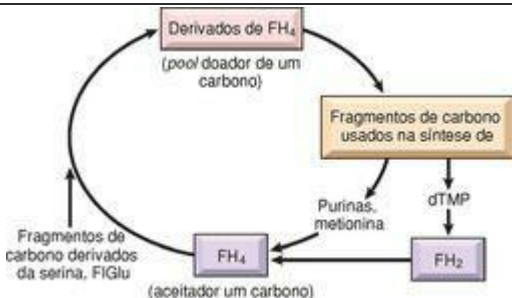 Derivados de FH₄
(pool doador de um
carbono)
Fragmentos de carbono
usados na síntese de
Purinas,
metionina
dTMP
Fragmentos de
carbono derivados
da serina, FIGlu
FH₄
(aceitador um carbono)
FH₂